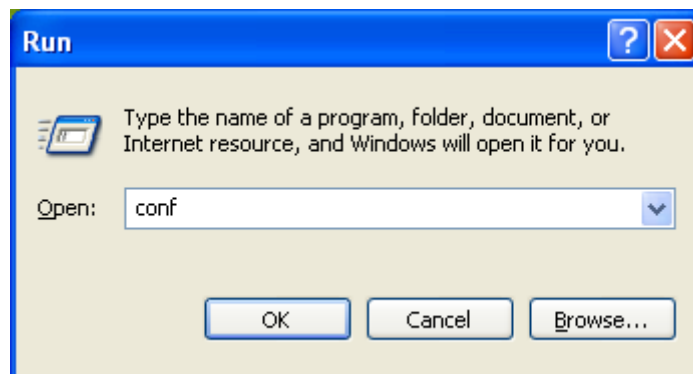 Run
Type the name of a program, folder, document, or
Internet resource, and Windows will open it for you.
Open: conf
OK Cancel Browse...